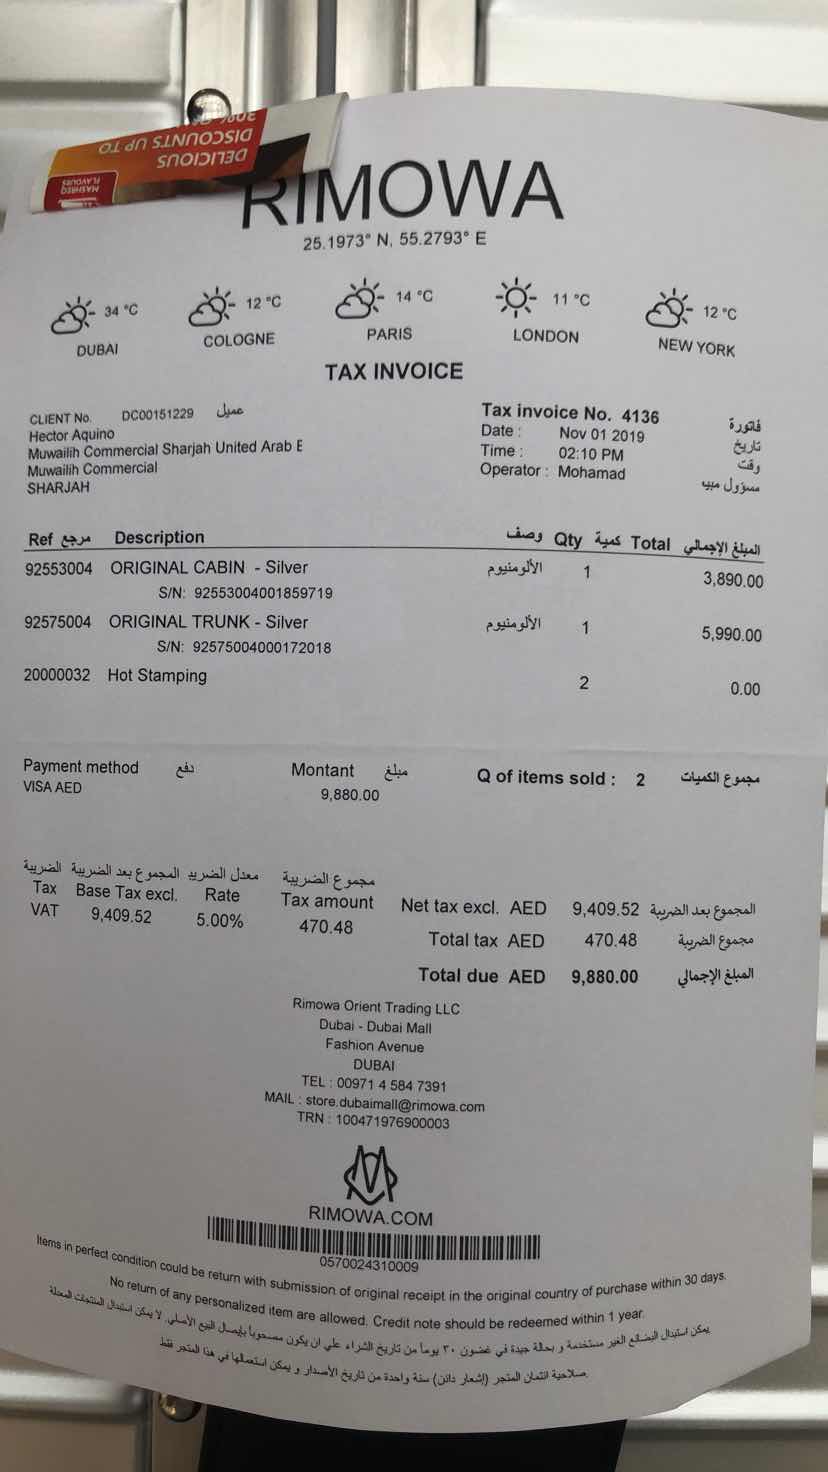 DELICIOUS
DISCOUNTS UP TO
30%
MASHREQ
FLAVOURS
RIMOWA
25.1973° N, 55.2793° E
34 °C 12 °C 14 °C 11 °C 12 °C
DUBAI COLOGNE PARIS LONDON NEW YORK
TAX INVOICE
CLIENT No. DC00151229 عميل
Hector Aquino
Muwailih Commercial Sharjah United Arab E
Muwailih Commercial
SHARJAH
Tax invoice No. 4136 فاتورة
Date : Nov 01 2019 تاريخ
Time : 02:10 PM وقت
Operator : Mohamad مسؤول مبيـ
Ref مرجع Description وصف Qty كمية Total المبلغ الإجمالي
92553004 ORIGINAL CABIN - Silver الألومنيوم 1 3,890.00
S/N: 92553004001859719
92575004 ORIGINAL TRUNK - Silver الألومنيوم 1 5,990.00
S/N: 92575004000172018
20000032 Hot Stamping 2 0.00
Payment method دفع Montant مبلغ Q of items sold : 2 مجموع الكميات
VISA AED 9,880.00
الضريبة المجموع بعد الضريبة معدل الضريبـ مجموع الضريبة
Tax Base Tax excl. Rate Tax amount
VAT 9,409.52 5.00% 470.48
Net tax excl. AED 9,409.52 المجموع بعد الضريبة
Total tax AED 470.48 مجموع الضريبة
Total due AED 9,880.00 المبلغ الإجمالي
Rimowa Orient Trading LLC
Dubai - Dubai Mall
Fashion Avenue
DUBAI
TEL : 00971 4 584 7391
MAIL : store.dubaimall@rimowa.com
TRN : 100471976900003
RIMOWA.COM
0570024310009
Items in perfect condition could be return with submission of original receipt in the original country of purchase within 30 days.
No return of any personalized item are allowed. Credit note should be redeemed within 1 year.
يمكن استبدال البضائع الغير مستخدمة و بحالة جيدة في غضون ٣٠ يوماً من تاريخ الشراء علي ان يكون مصحوباً بإيصال البيع الأصلي. لا يمكن استبدال المنتجات المعدلة
صلاحية ائتمان المتجر (إشعار دائن) سنة واحدة من تاريخ الأصدار و يمكن استعمالها في هذا المتجر فقط.